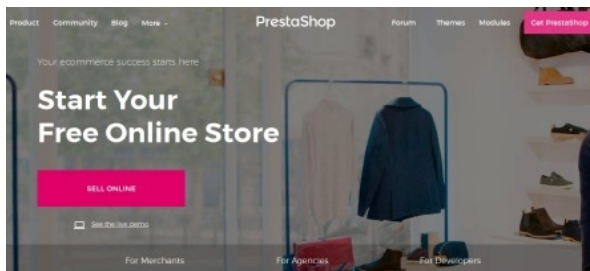 Product Community Blog More PrestaShop Forum Themes Modules Get PrestaShop
Your ecommerce success starts here
Start Your
Free Online Store
SELL ONLINE
See the live demo
For Merchants For Agencies For Developers